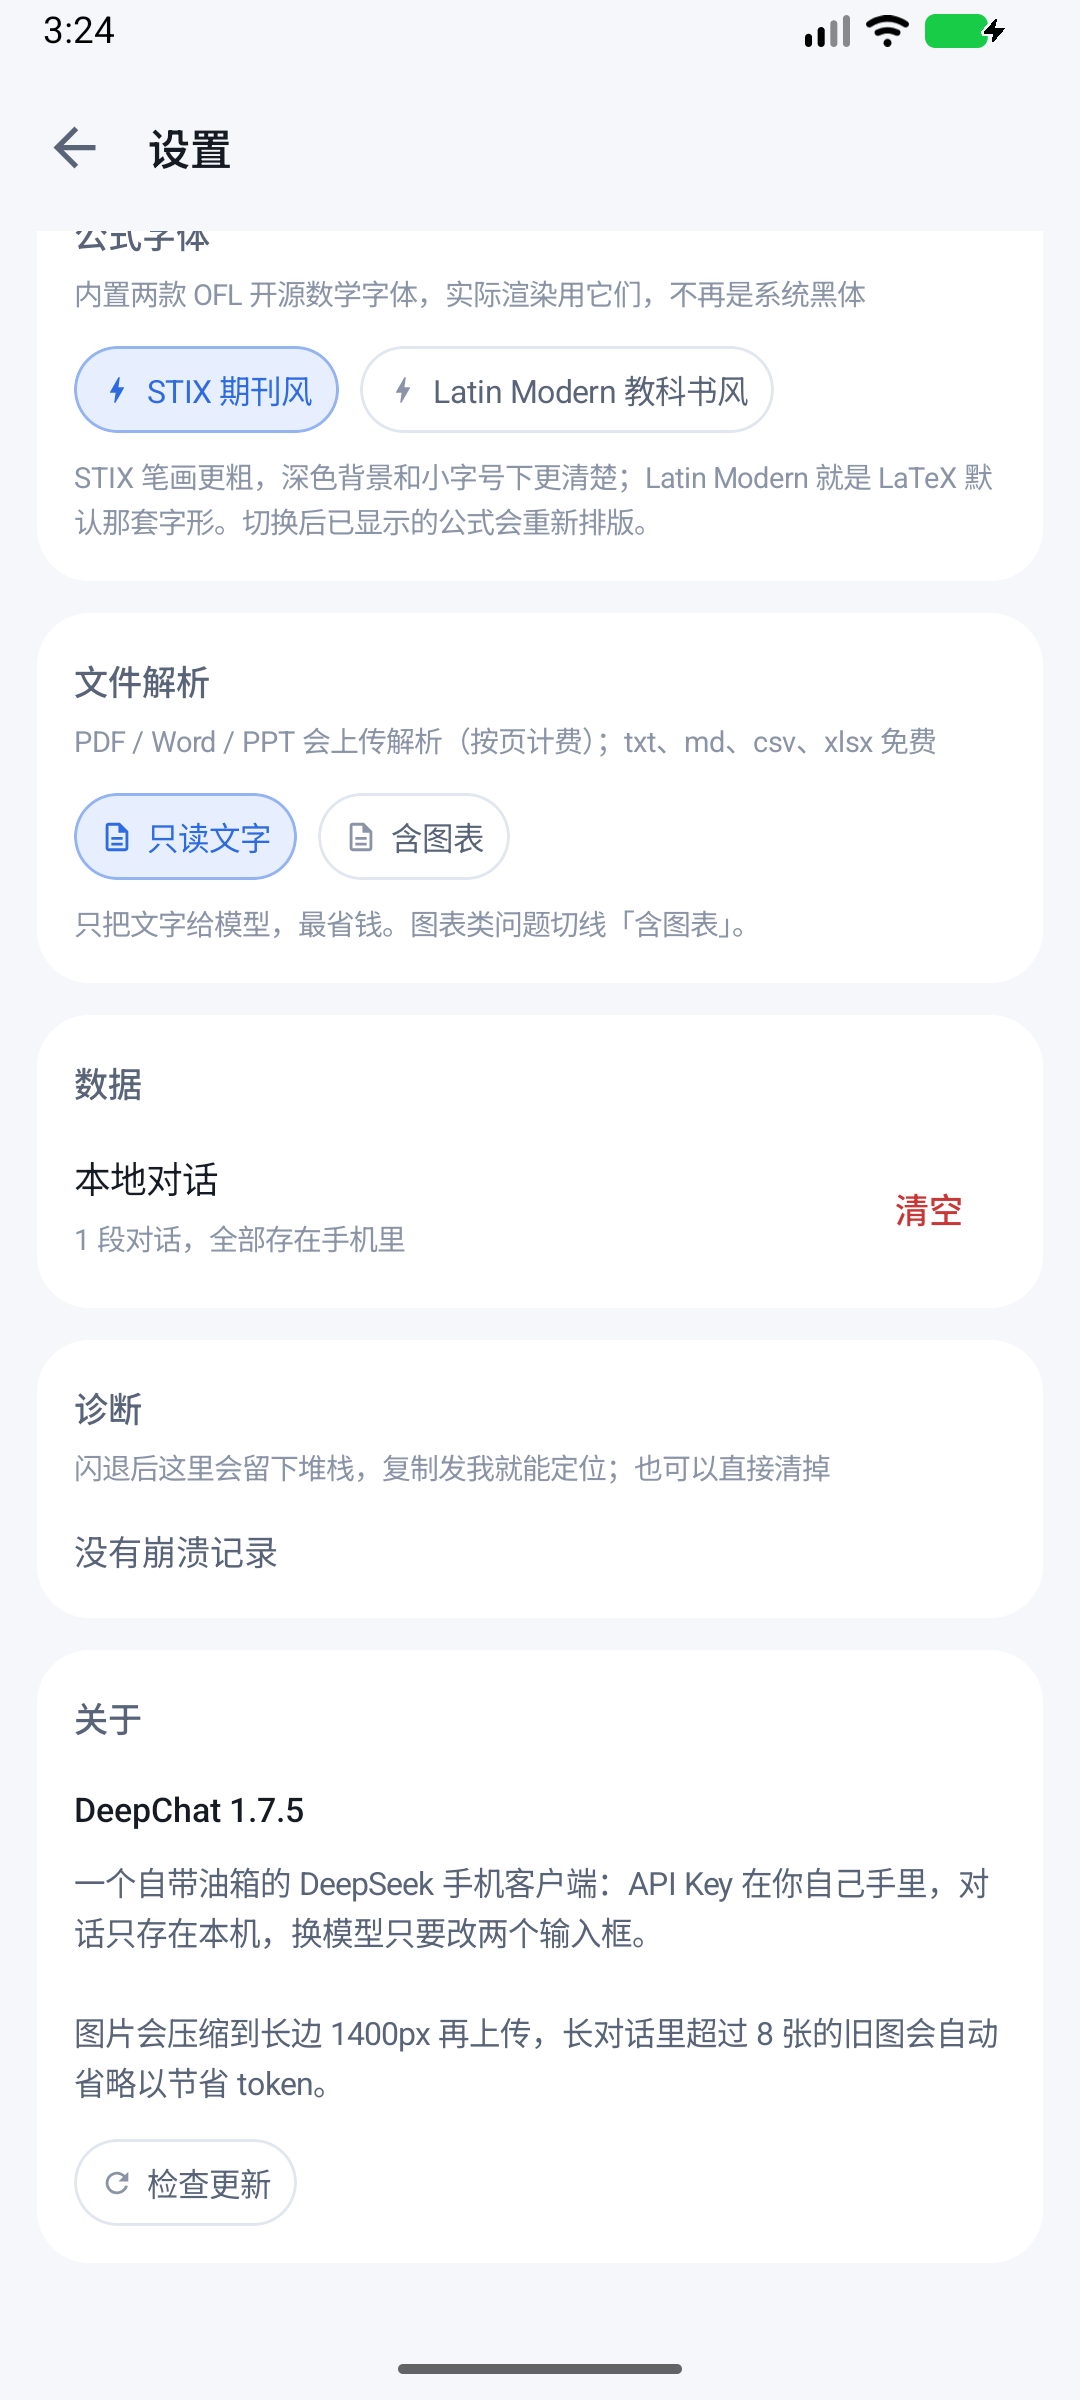 3:24
设置
公式字体
内置两款 OFL 开源数学字体，实际渲染用它们，不再是系统黑体
STIX 期刊风
Latin Modern 教科书风
STIX 笔画更粗，深色背景和小字号下更清楚；Latin Modern 就是 LaTeX 默
认那套字形。切换后已显示的公式会重新排版。
文件解析
PDF / Word / PPT 会上传解析（按页计费）；txt、md、csv、xlsx 免费
只读文字
含图表
只把文字给模型，最省钱。图表类问题切线「含图表」。
数据
本地对话
1 段对话，全部存在手机里
清空
诊断
闪退后这里会留下堆栈，复制发我就能定位；也可以直接清掉
没有崩溃记录
关于
DeepChat 1.7.5
一个自带油箱的 DeepSeek 手机客户端：API Key 在你自己手里，对
话只存在本机，换模型只要改两个输入框。
图片会压缩到长边 1400px 再上传，长对话里超过 8 张的旧图会自动
省略以节省 token。
检查更新